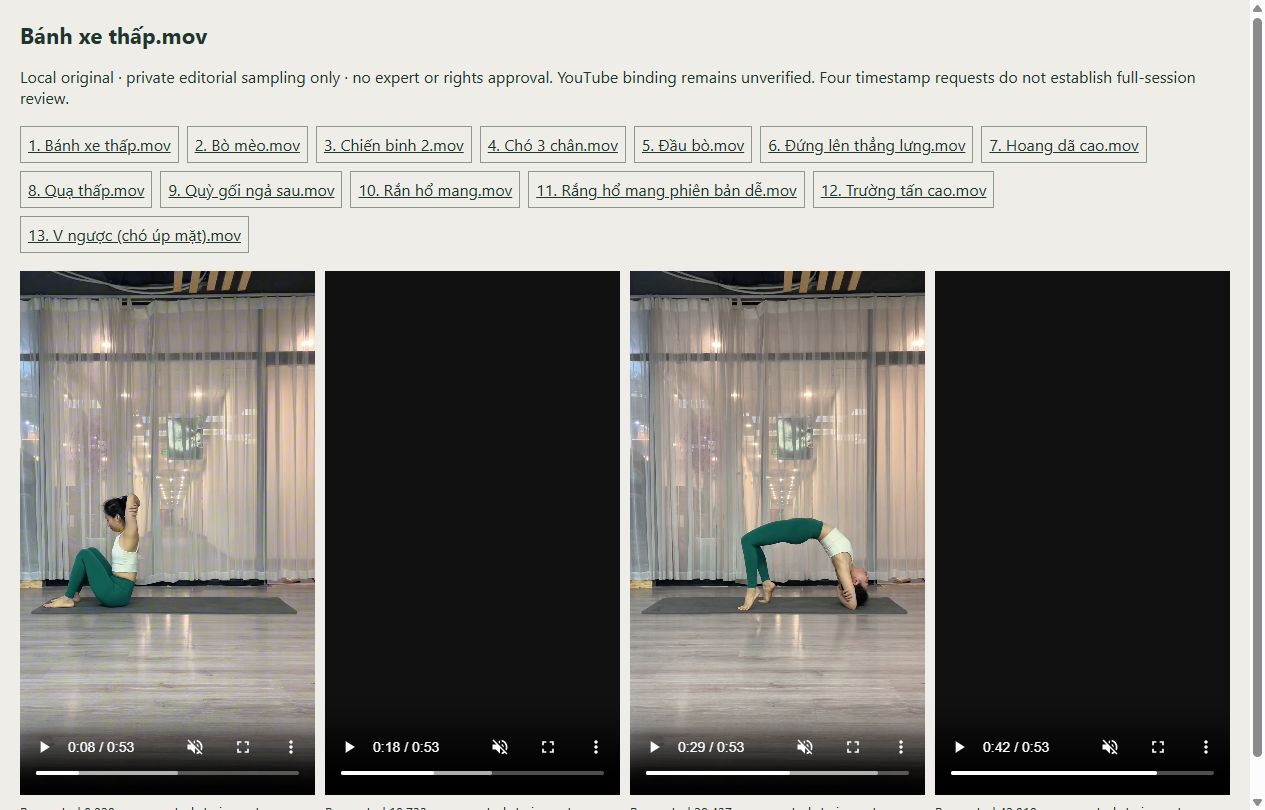 Bánh xe thấp.mov
Local original · private editorial sampling only · no expert or rights approval. YouTube binding remains unverified. Four timestamp requests do not establish full-session
review.
1. Bánh xe thấp.mov 2. Bò mèo.mov 3. Chiến binh 2.mov 4. Chó 3 chân.mov 5. Đầu bò.mov 6. Đứng lên thẳng lưng.mov 7. Hoang dã cao.mov
8. Quạ thấp.mov 9. Quỳ gối ngả sau.mov 10. Rắn hổ mang.mov 11. Rắng hổ mang phiên bản dễ.mov 12. Trường tấn cao.mov
13. V ngược (chó úp mặt).mov
0:08 / 0:53 0:18 / 0:53 0:29 / 0:53 0:42 / 0:53